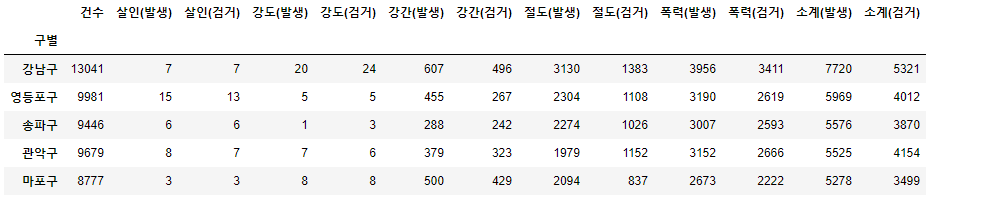 건수 살인(발생) 살인(검거) 강도(발생) 강도(검거) 강간(발생) 강간(검거) 절도(발생) 절도(검거) 폭력(발생) 폭력(검거) 소계(발생) 소계(검거)
구별
강남구 13041 7 7 20 24 607 496 3130 1383 3956 3411 7720 5321
영등포구 9981 15 13 5 5 455 267 2304 1108 3190 2619 5969 4012
송파구 9446 6 6 1 3 288 242 2274 1026 3007 2593 5576 3870
관악구 9679 8 7 7 6 379 323 1979 1152 3152 2666 5525 4154
마포구 8777 3 3 8 8 500 429 2094 837 2673 2222 5278 3499